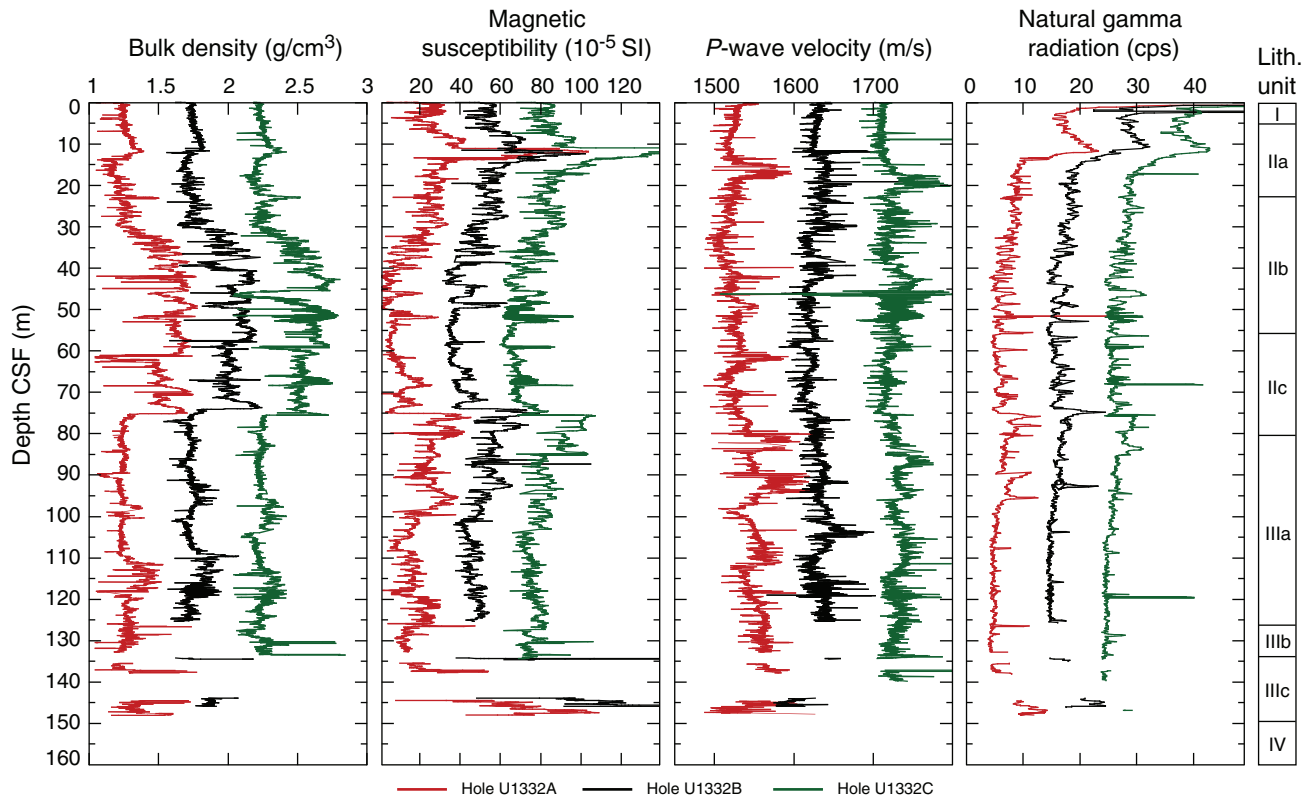 Bulk density (g/cm³)
Magnetic
susceptibility (10⁻⁵ SI)
P-wave velocity (m/s)
Natural gamma
radiation (cps)
Lith.
unit
1 1.5 2 2.5 3
20 40 60 80 100 120
1500 1600 1700
0 10 20 30 40
Depth CSF (m)
0
10
20
30
40
50
60
70
80
90
100
110
120
130
140
150
160
I
IIa
IIb
IIc
IIIa
IIIb
IIIc
IV
Hole U1332A Hole U1332B Hole U1332C